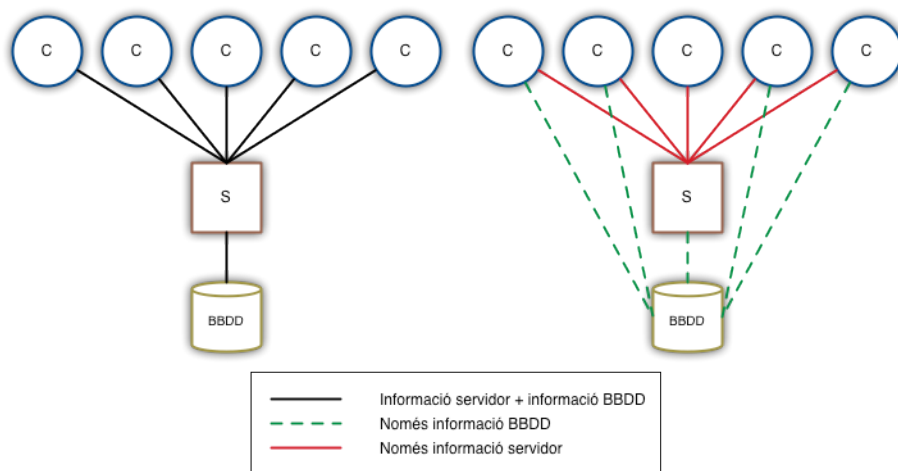 C C C C C C C C C C
S S
BBDD BBDD
Informació servidor + informació BBDD
Només informació BBDD
Només informació servidor